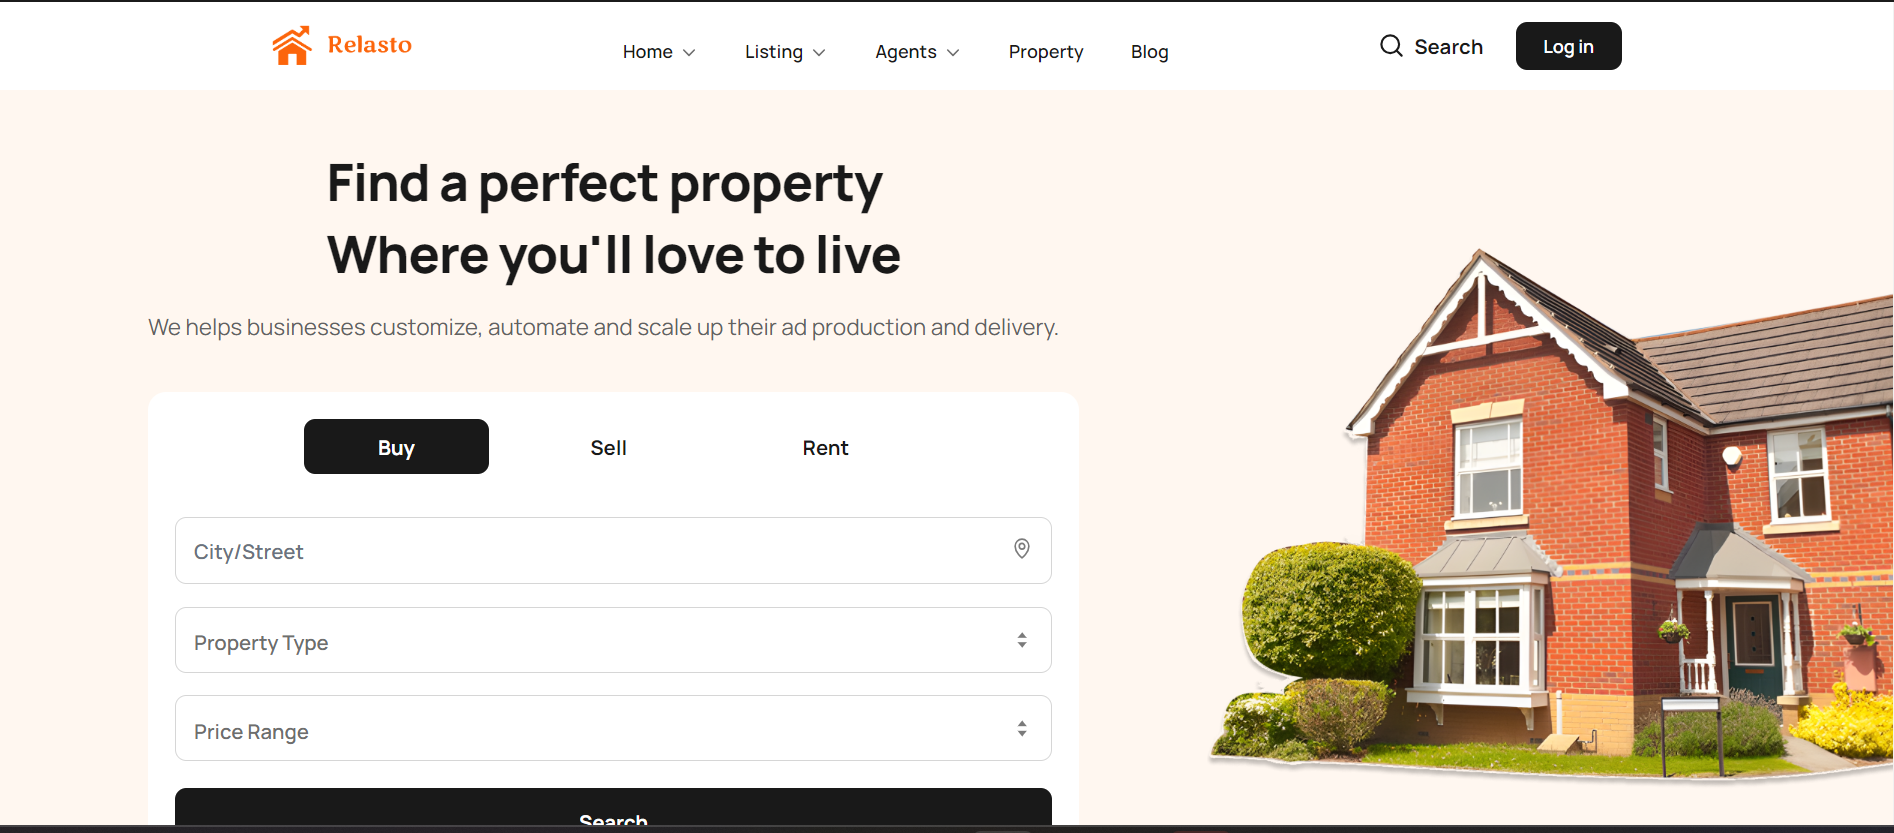 Relasto
Home
Listing
Agents
Property
Blog
Search
Log in
Find a perfect property
Where you'll love to live
We helps businesses customize, automate and scale up their ad production and delivery.
Buy
Sell
Rent
City/Street
Property Type
Price Range
Search